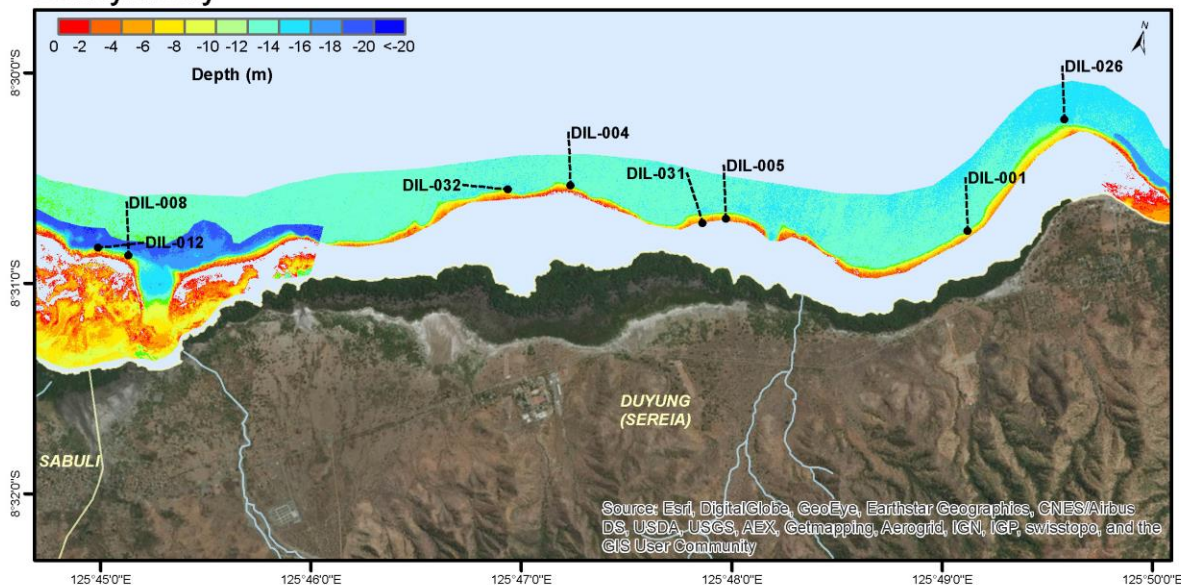 0 -2 -4 -6 -8 -10 -12 -14 -16 -18 -20 <-20
Depth (m)
N
8°30'0"S
8°31'0"S
8°32'0"S
DIL-026
DIL-004
DIL-032
DIL-031
DIL-005
DIL-001
DIL-008
DIL-012
DUYUNG
(SEREIA)
SABULI
Source: Esri, DigitalGlobe, GeoEye, Earthstar Geographics, CNES/Airbus
DS, USDA, USGS, AEX, Getmapping, Aerogrid, IGN, IGP, swisstopo, and the
GIS User Community
125°45'0"E 125°46'0"E 125°47'0"E 125°48'0"E 125°49'0"E 125°50'0"E